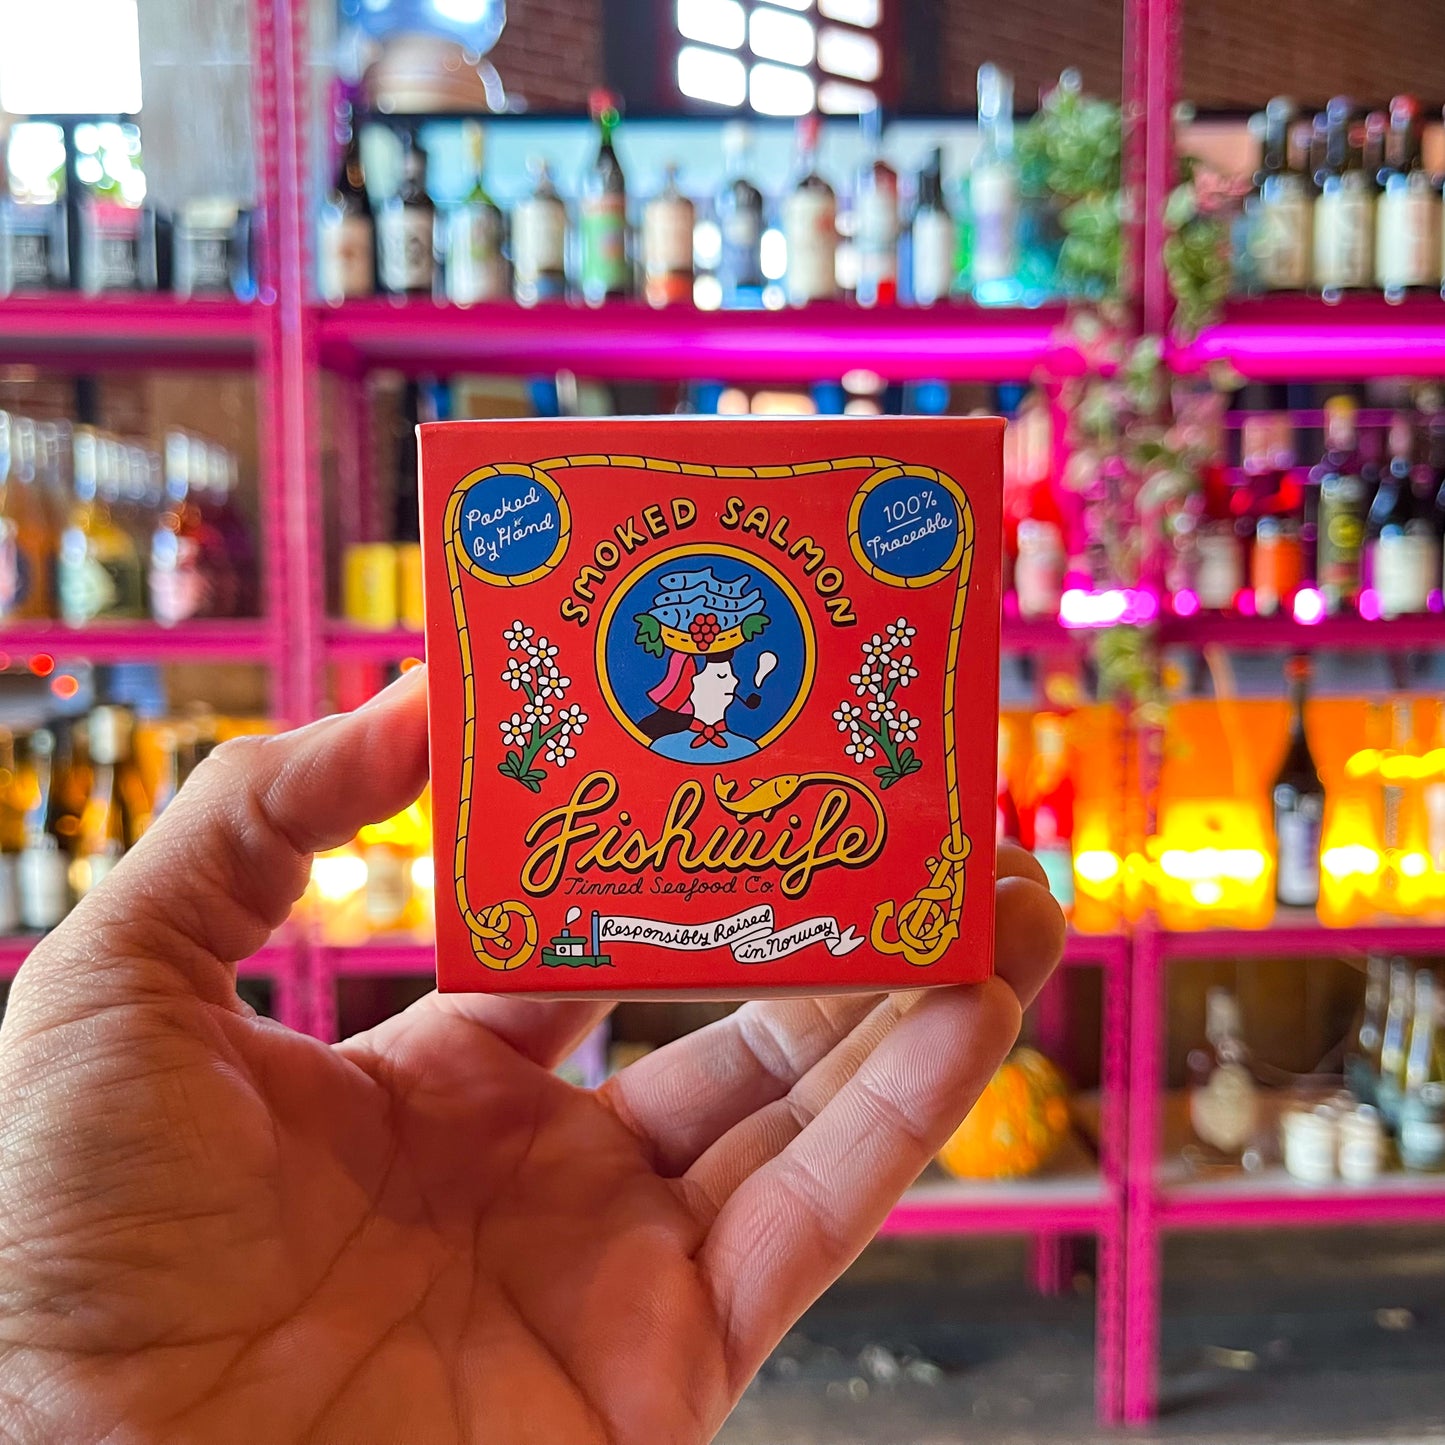 Packed
By Hand
SMOKED SALMON
100%
Traceable
Fishwife
Tinned Seafood Co.
Responsibly Raised
in Norway